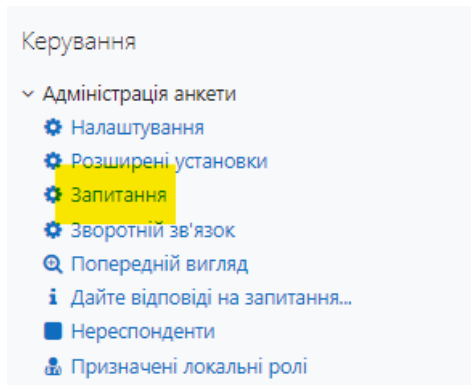 Керування
Адміністрація анкети
Налаштування
Розширені установки
Запитання
Зворотній зв'язок
Попередній вигляд
Дайте відповіді на запитання...
Нереспонденти
Призначені локальні ролі